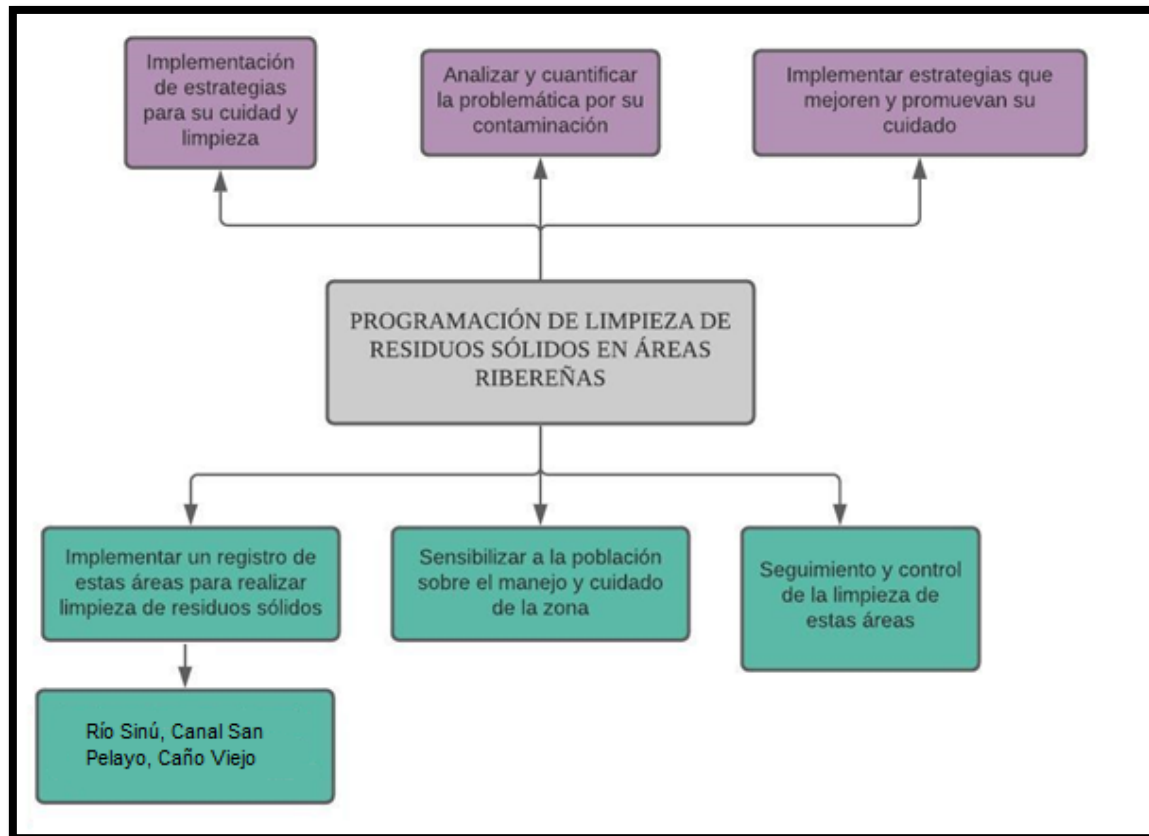 Implementación
de estrategias
para su cuidad y
limpieza
Analizar y cuantificar
la problemática por su
contaminación
Implementar estrategias que
mejoren y promuevan su
cuidado
PROGRAMACIÓN DE LIMPIEZA DE
RESIDUOS SÓLIDOS EN ÁREAS
RIBEREÑAS
Implementar un registro de
estas áreas para realizar
limpieza de residuos sólidos
Sensibilizar a la población
sobre el manejo y cuidado
de la zona
Seguimiento y control
de la limpieza de
estas áreas
Río Sinú, Canal San
Pelayo, Caño Viejo